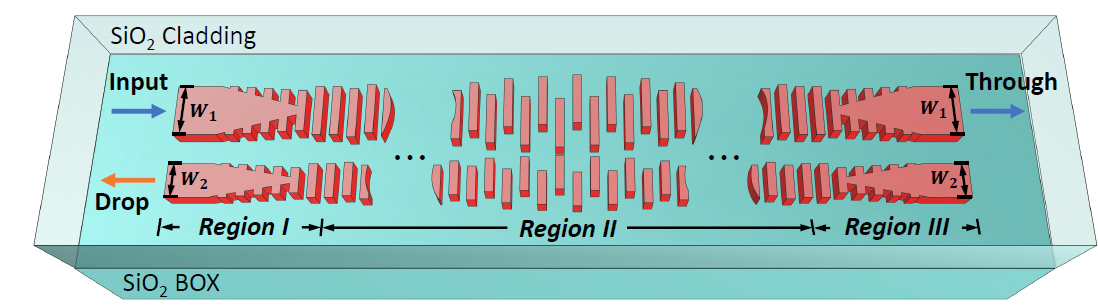 SiO₂ Cladding
Input
Through
W₁
W₁
W₂
W₂
Drop
... ...
Region I
Region II
Region III
SiO₂ BOX